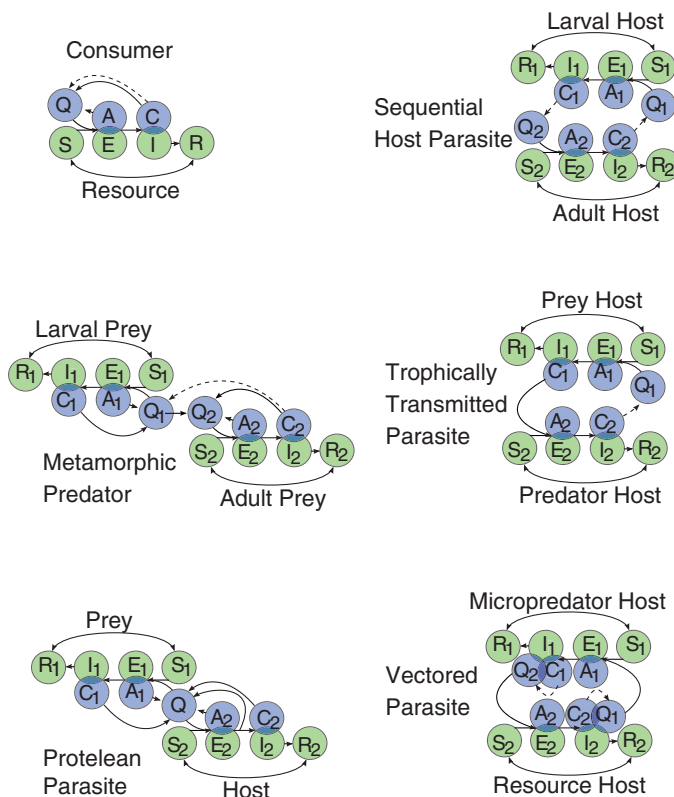 Consumer
Q A C
S E I R
Resource
Larval Host
R1 I1 E1 S1
C1 A1 Q1
Sequential
Host Parasite
Q2 A2 C2
S2 E2 I2 R2
Adult Host
Larval Prey
R1 I1 E1 S1
C1 A1 Q1 Q2 A2 C2
S2 E2 I2 R2
Metamorphic
Predator
Adult Prey
Prey Host
R1 I1 E1 S1
C1 A1 Q1
Trophically
Transmitted
Parasite
A2 C2
S2 E2 I2 R2
Predator Host
Prey
R1 I1 E1 S1
C1 A1 Q A2 C2
S2 E2 I2 R2
Protelean
Parasite
Host
Micropredator Host
R1 I1 E1 S1
Q2 C1 A1
Vectored
Parasite
A2 C2 Q1
S2 E2 I2 R2
Resource Host